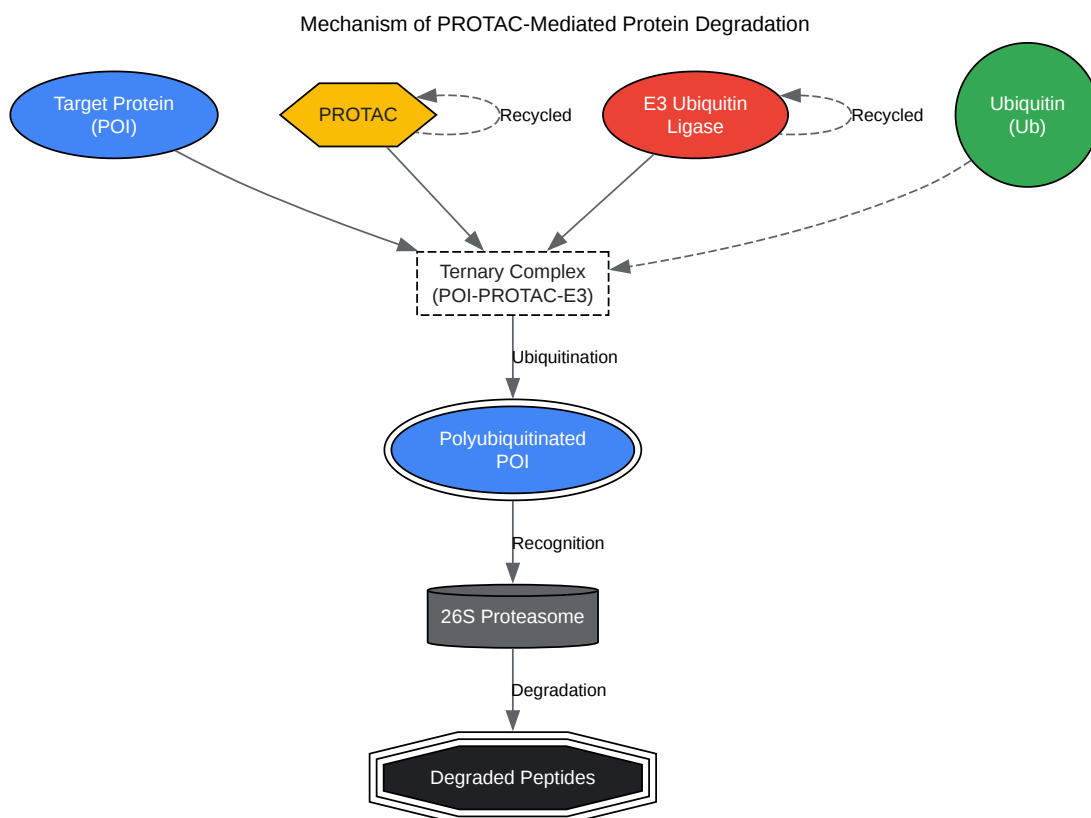 Mechanism of PROTAC-Mediated Protein Degradation
Target Protein
(POI)
PROTAC
Recycled
E3 Ubiquitin
Ligase
Recycled
Ubiquitin
(Ub)
Ternary Complex
(POI-PROTAC-E3)
Ubiquitination
Polyubiquitinated
POI
Recognition
26S Proteasome
Degradation
Degraded Peptides